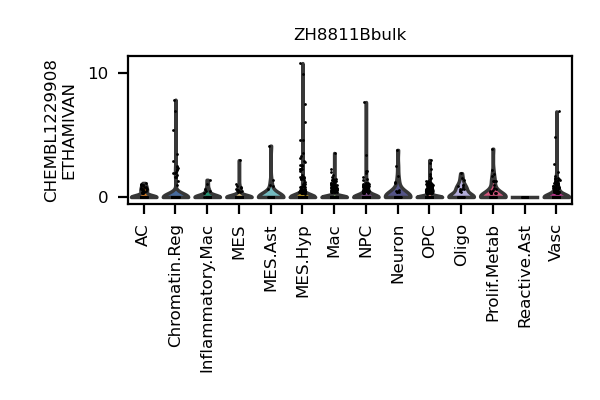 ZH8811Bbulk
CHEMBL1229908
ETHAMIVAN
10
0
AC
Chromatin.Reg
Inflammatory.Mac
MES
MES.Ast
MES.Hyp
Mac
NPC
Neuron
OPC
Oligo
Prolif.Metab
Reactive.Ast
Vasc